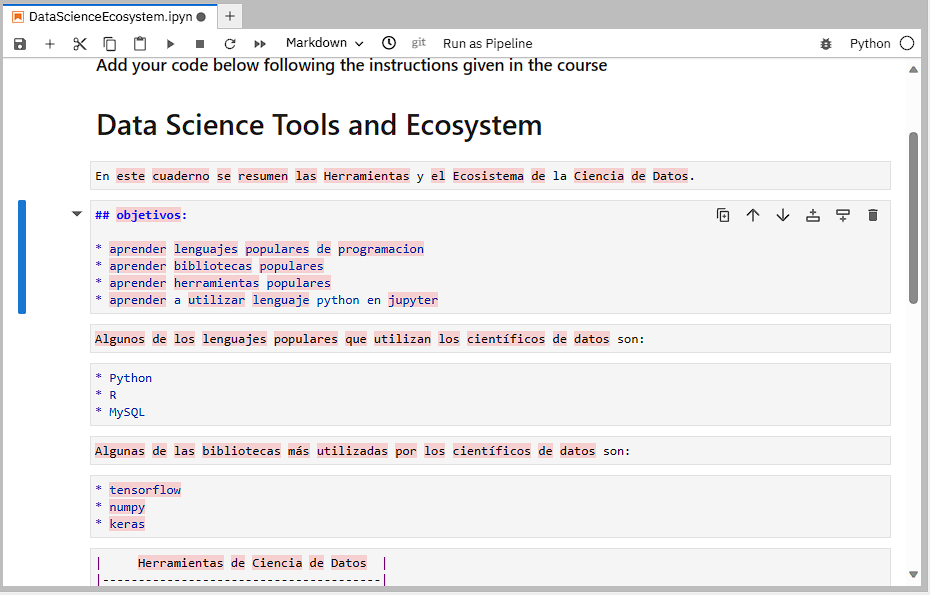 DataScienceEcosystem.ipyn
Markdown git Run as Pipeline Python
Add your code below following the instructions given in the course
Data Science Tools and Ecosystem
En este cuaderno se resumen las Herramientas y el Ecosistema de la Ciencia de Datos.
## objetivos:
* aprender lenguajes populares de programacion
* aprender bibliotecas populares
* aprender herramientas populares
* aprender a utilizar lenguaje python en jupyter
Algunos de los lenguajes populares que utilizan los científicos de datos son:
* Python
* R
* MySQL
Algunas de las bibliotecas más utilizadas por los científicos de datos son:
* tensorflow
* numpy
* keras
| Herramientas de Ciencia de Datos |
|---------------------------------------|